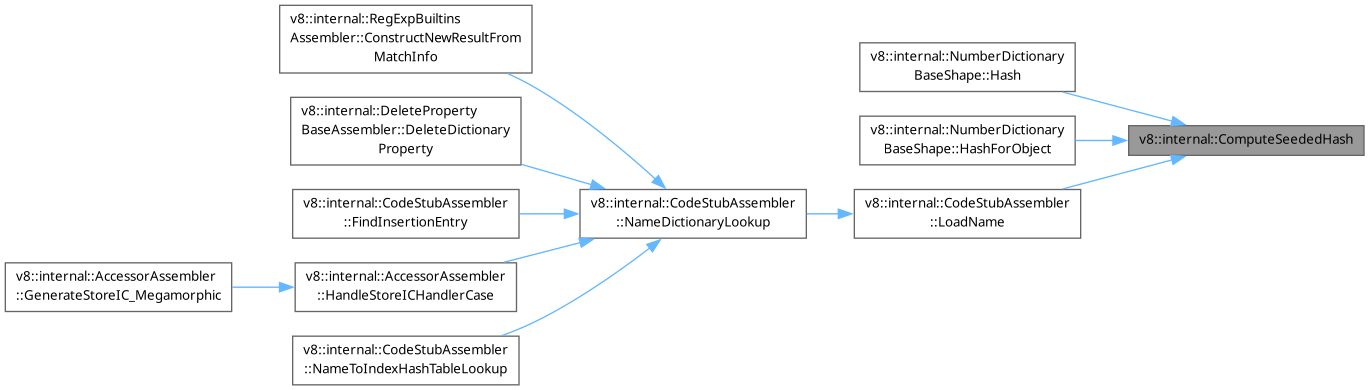 v8::internal::RegExpBuiltins
Assembler::ConstructNewResultFrom
MatchInfo
v8::internal::DeleteProperty
BaseAssembler::DeleteDictionary
Property
v8::internal::CodeStubAssembler
::FindInsertionEntry
v8::internal::AccessorAssembler
::GenerateStoreIC_Megamorphic
v8::internal::AccessorAssembler
::HandleStoreICHandlerCase
v8::internal::CodeStubAssembler
::NameToIndexHashTableLookup
v8::internal::CodeStubAssembler
::NameDictionaryLookup
v8::internal::NumberDictionary
BaseShape::Hash
v8::internal::NumberDictionary
BaseShape::HashForObject
v8::internal::CodeStubAssembler
::LoadName
v8::internal::ComputeSeededHash